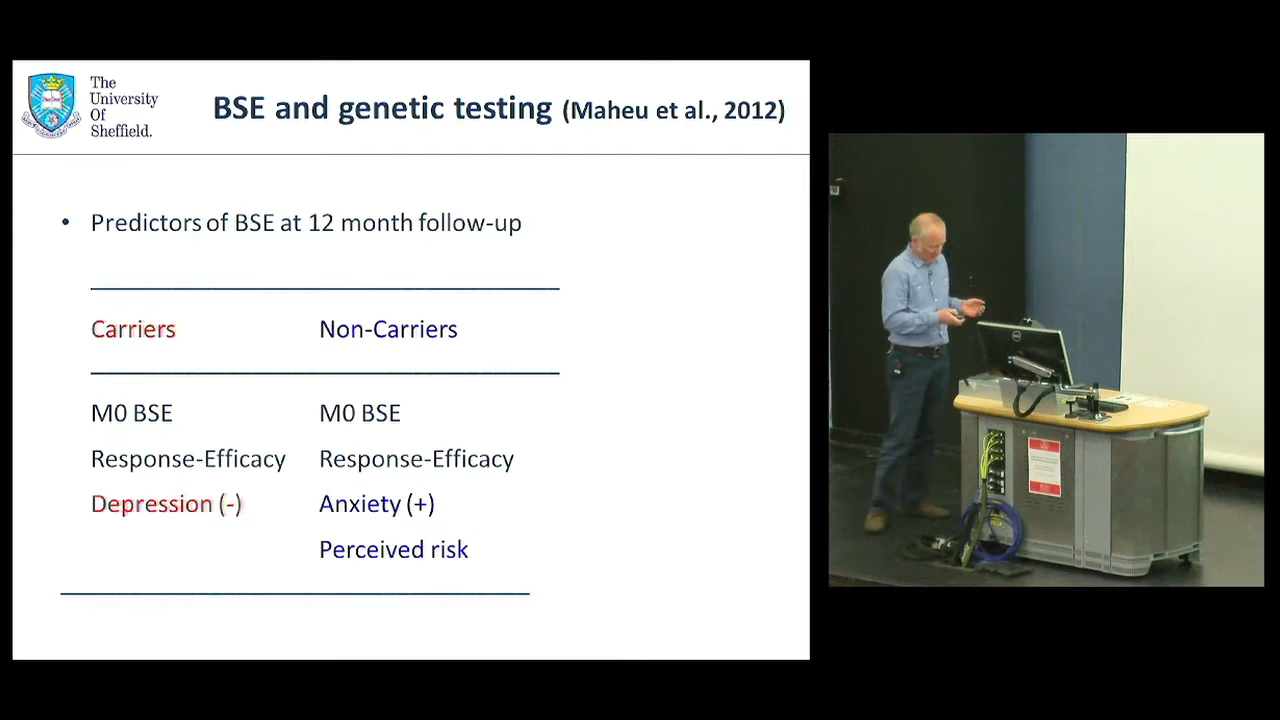 The
University
Of
Sheffield.
BSE and genetic testing (Maheu et al., 2012)
• Predictors of BSE at 12 month follow-up
Carriers Non-Carriers
M0 BSE M0 BSE
Response-Efficacy Response-Efficacy
Depression (-) Anxiety (+)
Perceived risk
DELL